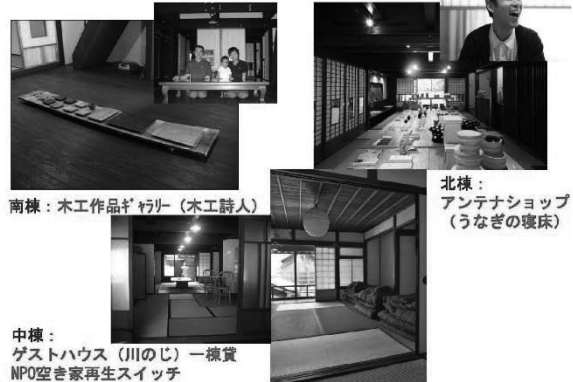 南棟：木工作品ギャラリー（木工詩人）
北棟：
アンテナショップ
（うなぎの寝床）
中棟：
ゲストハウス（川のじ）一棟貸
NPO空き家再生スイッチ